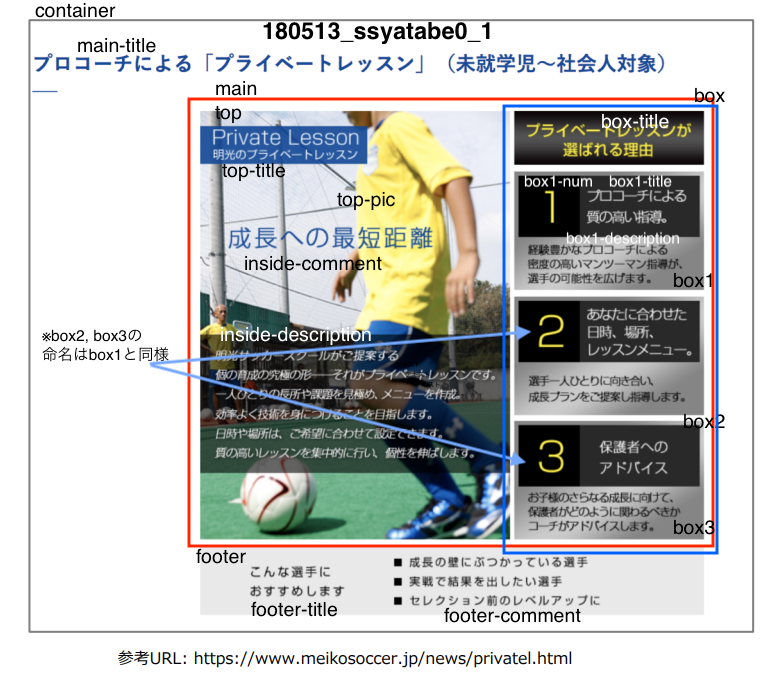 container
180513_ssyatabe0_1
main-title
プロコーチによる「プライベートレッスン」（未就学児〜社会人対象）
main
box
top
Private Lesson
明光のプライベートレッスン
top-title
top-pic
成長への最短距離
inside-comment
inside-description
明光サッカースクールがご提案する
個の育成の究極の形――それがプライベートレッスンです。
一人ひとりの長所や課題を見極め、メニューを作成。
効率よく技術を身につけることを目指します。
日時や場所は、ご希望に合わせて設定できます。
質の高いレッスンを集中的に行い、個性を伸ばします。
box-title
プライベートレッスンが
選ばれる理由
box1-num
box1-title
1
プロコーチによる
質の高い指導。
box1-description
経験豊かなプロコーチによる
密度の高いマンツーマン指導が、
選手の可能性を広げます。
box1
※box2, box3の
命名はbox1と同様
2
あなたに合わせた
日時、場所、
レッスンメニュー。
選手一人ひとりに向き合い、
成長プランをご提案し指導します。
box2
3
保護者への
アドバイス
お子様のさらなる成長に向けて、
保護者がどのように関わるべきか
コーチがアドバイスします。
box3
footer
こんな選手に
おすすめします
footer-title
■ 成長の壁にぶつかっている選手
■ 実戦で結果を出したい選手
■ セレクション前のレベルアップに
footer-comment
参考URL: https://www.meikosoccer.jp/news/privatel.html